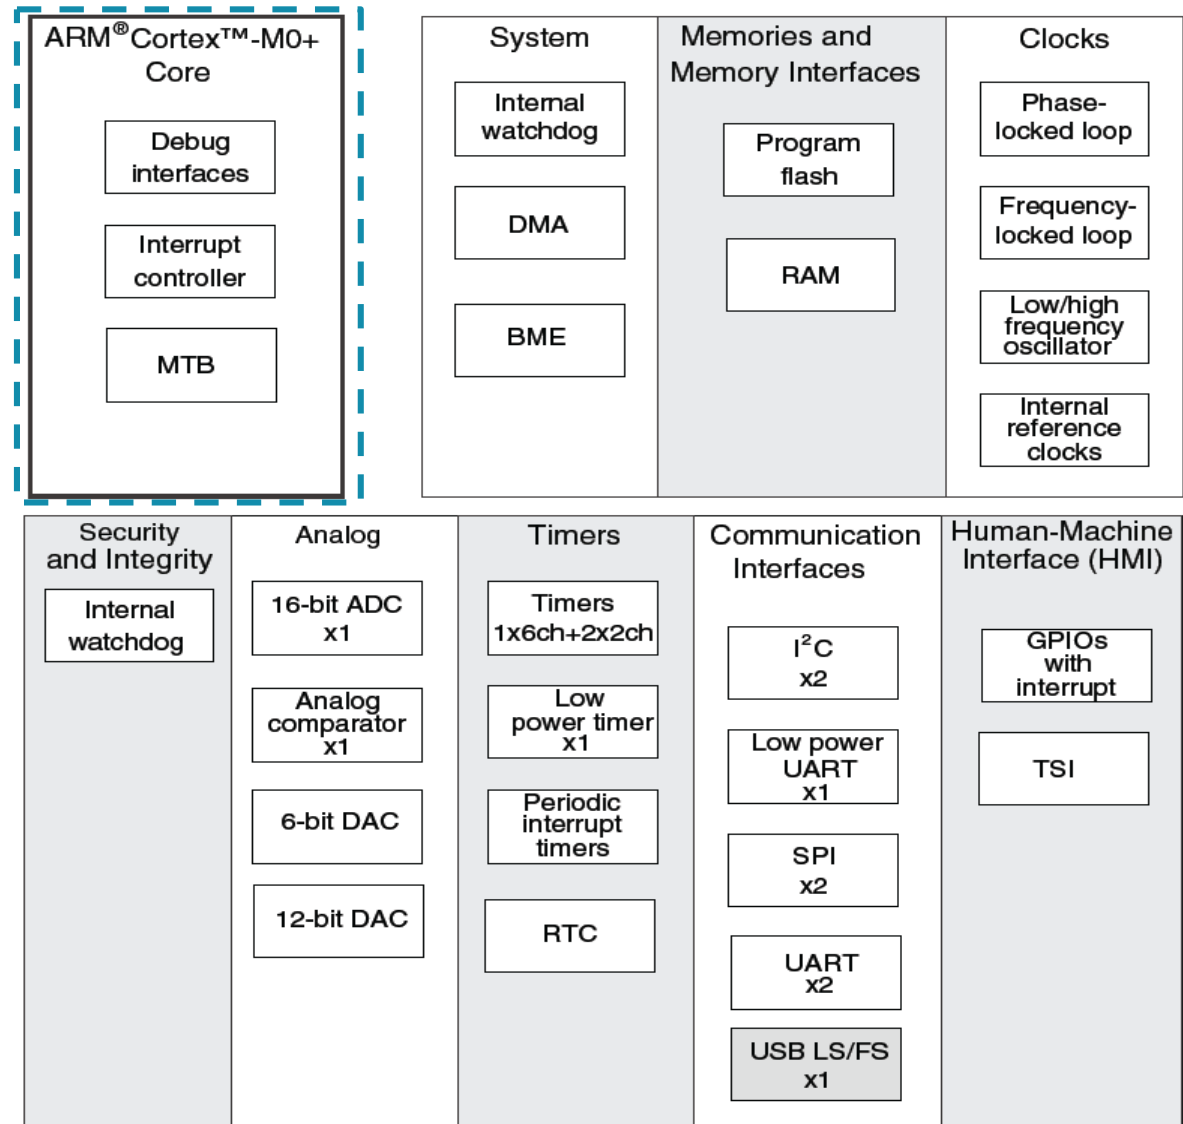 ARM®Cortex™-M0+
Core
Debug
interfaces
Interrupt
controller
MTB
System
Internal
watchdog
DMA
BME
Memories and
Memory Interfaces
Program
flash
RAM
Clocks
Phase-
locked loop
Frequency-
locked loop
Low/high
frequency
oscillator
Internal
reference
clocks
Security
and Integrity
Internal
watchdog
Analog
16-bit ADC
x1
Analog
comparator
x1
6-bit DAC
12-bit DAC
Timers
Timers
1x6ch+2x2ch
Low
power timer
x1
Periodic
interrupt
timers
RTC
Communication
Interfaces
I²C
x2
Low power
UART
x1
SPI
x2
UART
x2
USB LS/FS
x1
Human-Machine
Interface (HMI)
GPIOs
with
interrupt
TSI